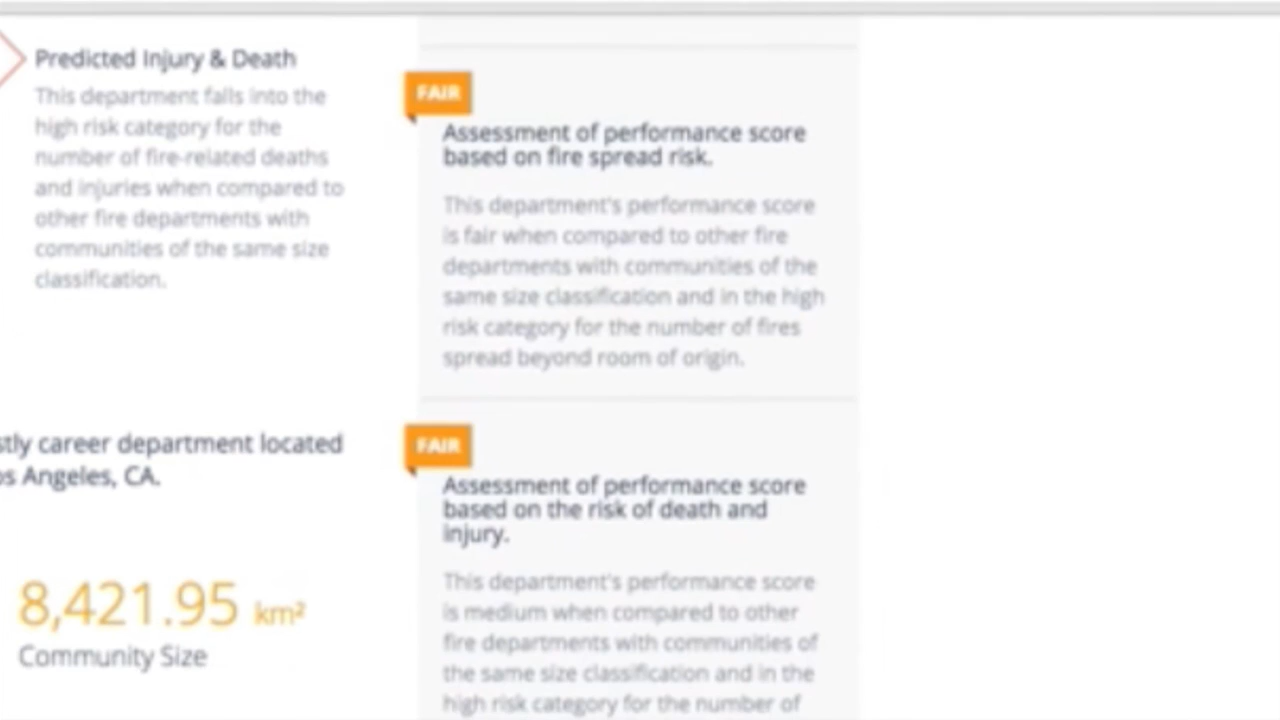 Predicted Injury & Death
This department falls into the
high risk category for the
number of fire-related deaths
and injuries when compared to
other fire departments with
communities of the same size
classification.
career department located
Angeles, CA.
8,421.95 km²
Community Size
FAIR
Assessment of performance score
based on fire spread risk.
This department's performance score
is fair when compared to other fire
departments with communities of the
same size classification and in the high
risk category for the number of fires
spread beyond room of origin.
FAIR
Assessment of performance score
based on the risk of death and
injury.
This department's performance score
is medium when compared to other
fire departments with communities of
the same size classification and in the
high risk category for the number of